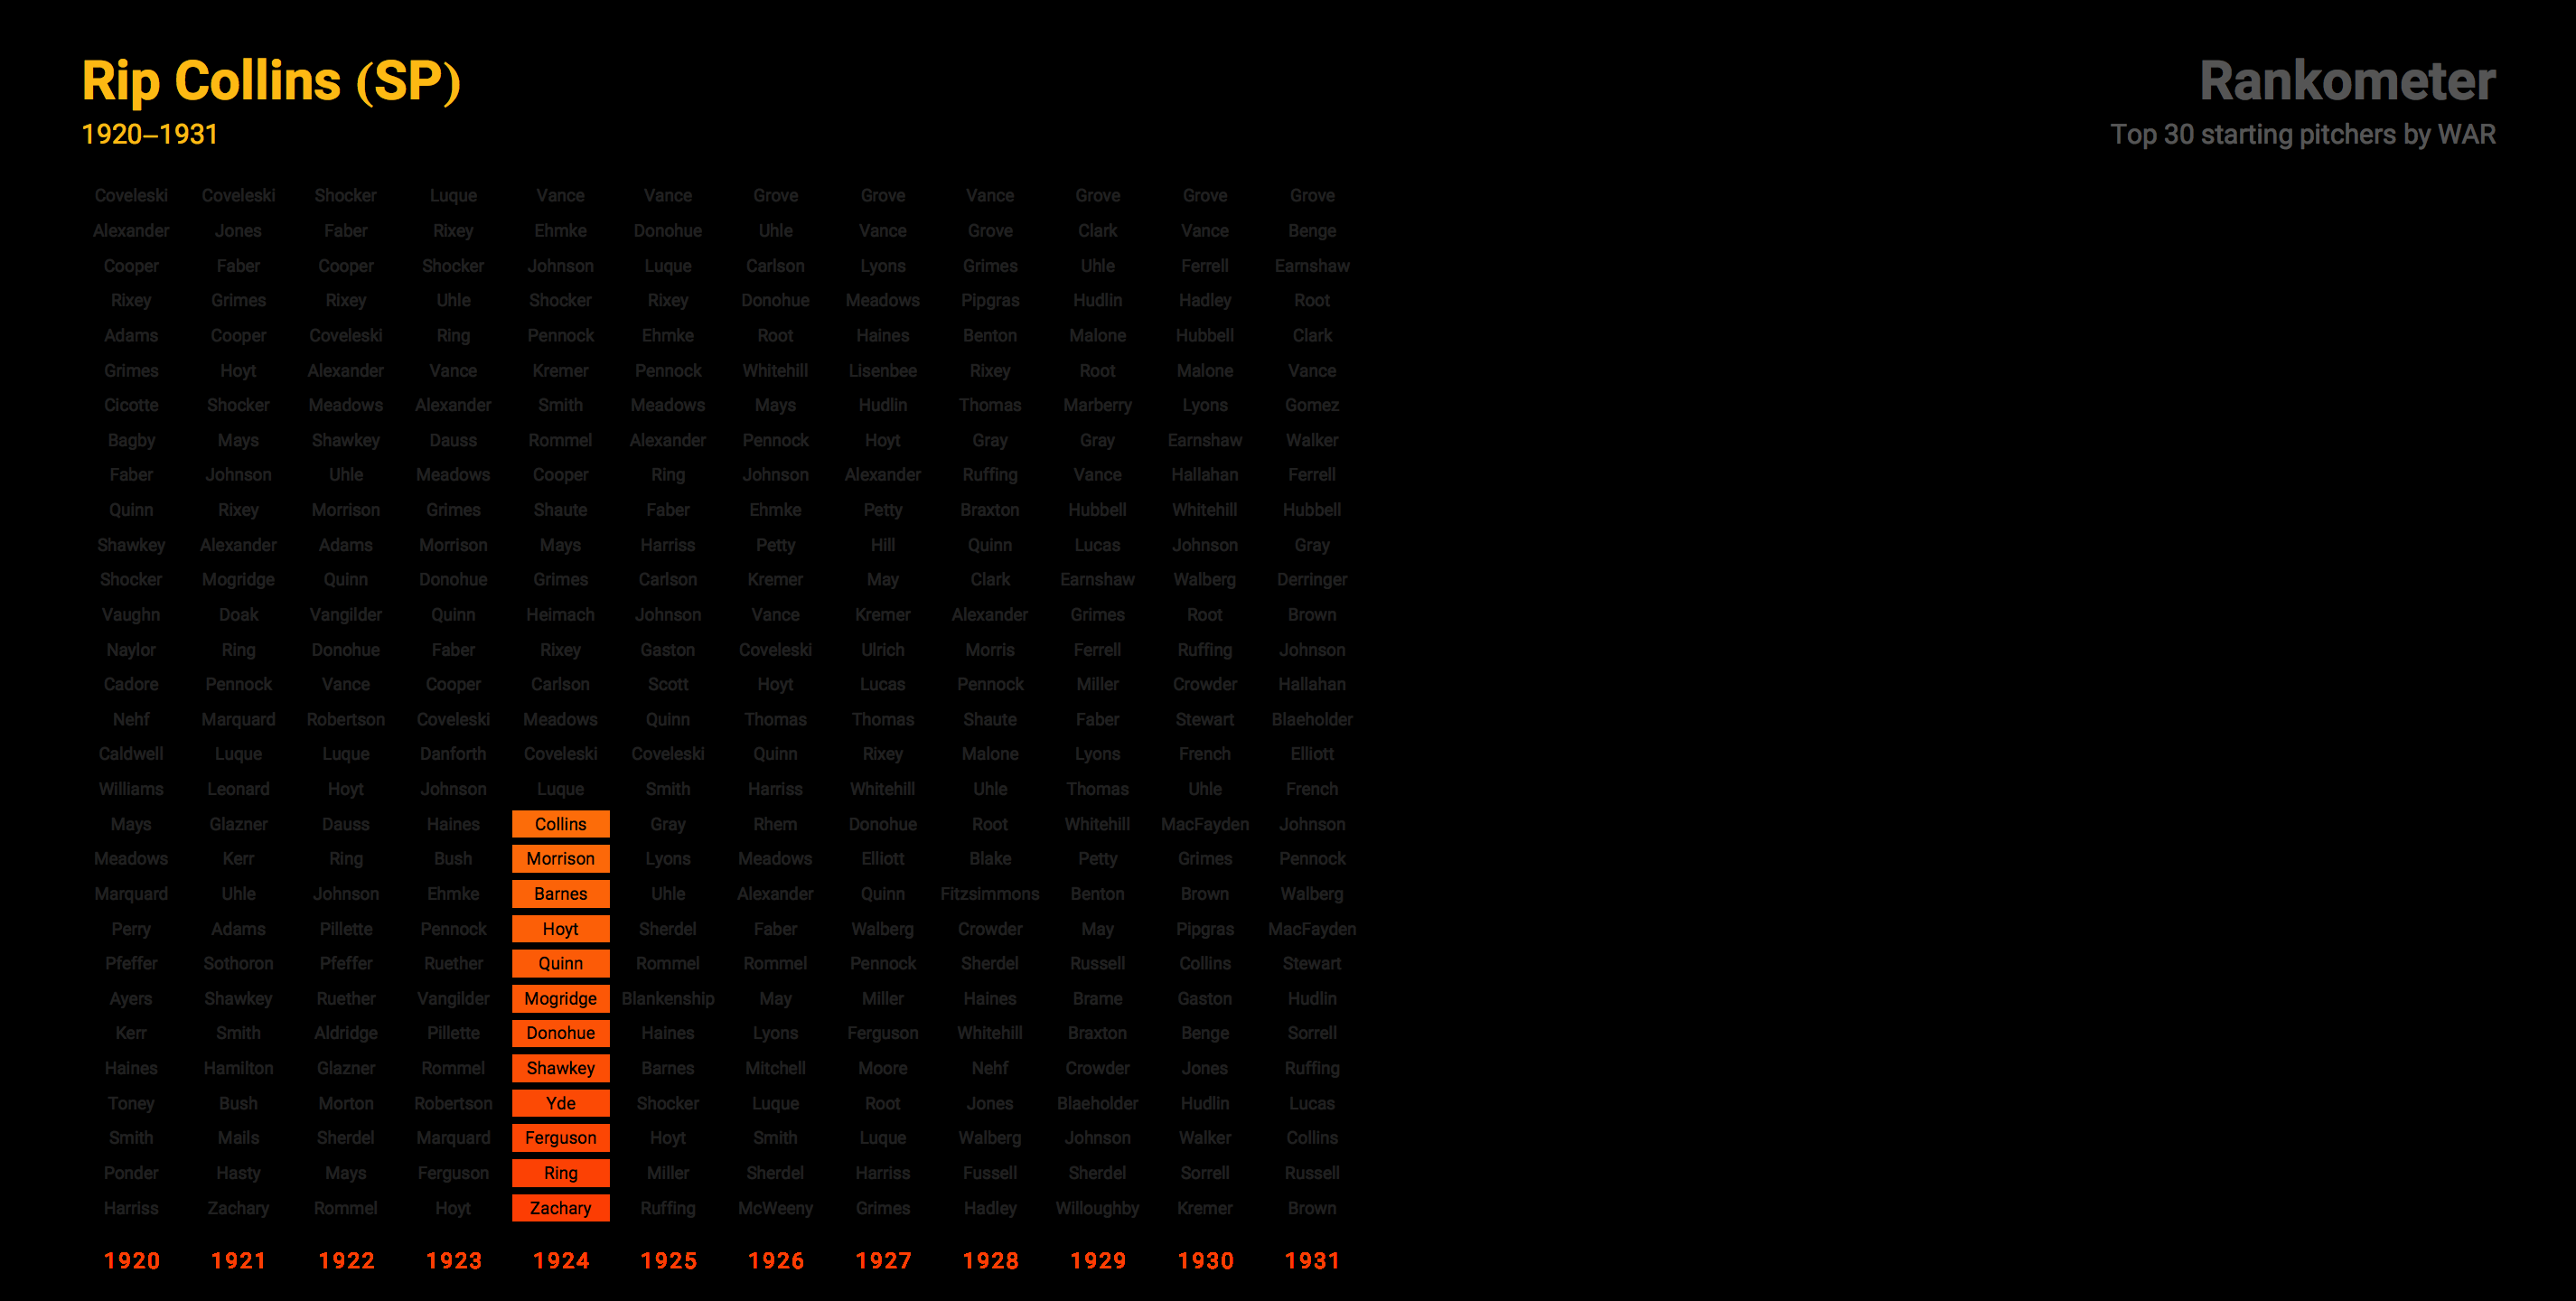 Rip Collins (SP)
1920–1931
Rankometer
Top 30 starting pitchers by WAR
Coveleski Coveleski Shocker Luque Vance Vance Grove Grove Vance Grove Grove Grove
Alexander Jones Faber Rixey Ehmke Donohue Uhle Vance Grove Clark Vance Benge
Cooper Faber Cooper Shocker Johnson Luque Carlson Lyons Grimes Uhle Ferrell Earnshaw
Rixey Grimes Rixey Uhle Shocker Rixey Donohue Meadows Pipgras Hudlin Hadley Root
Adams Cooper Coveleski Ring Pennock Ehmke Root Haines Benton Malone Hubbell Clark
Grimes Hoyt Alexander Vance Kremer Pennock Whitehill Lisenbee Rixey Root Malone Vance
Cicotte Shocker Meadows Alexander Smith Meadows Mays Hudlin Thomas Marberry Lyons Gomez
Bagby Mays Shawkey Dauss Rommel Alexander Pennock Hoyt Gray Gray Earnshaw Walker
Faber Johnson Uhle Meadows Cooper Ring Johnson Alexander Ruffing Vance Hallahan Ferrell
Quinn Rixey Morrison Grimes Shaute Faber Ehmke Petty Braxton Hubbell Whitehill Hubbell
Shawkey Alexander Adams Morrison Mays Harriss Petty Hill Quinn Lucas Johnson Gray
Shocker Mogridge Quinn Donohue Grimes Carlson Kremer May Clark Earnshaw Walberg Derringer
Vaughn Doak Vangilder Quinn Heimach Johnson Vance Kremer Alexander Grimes Root Brown
Naylor Ring Donohue Faber Rixey Gaston Coveleski Ulrich Morris Ferrell Ruffing Johnson
Cadore Pennock Vance Cooper Carlson Scott Hoyt Lucas Pennock Miller Crowder Hallahan
Nehf Marquard Robertson Coveleski Meadows Quinn Thomas Thomas Shaute Faber Stewart Blaeholder
Caldwell Luque Luque Danforth Coveleski Coveleski Quinn Rixey Malone Lyons French Elliott
Williams Leonard Hoyt Johnson Luque Smith Harriss Whitehill Uhle Thomas Uhle French
Mays Glazner Dauss Haines Collins Gray Rhem Donohue Root Whitehill MacFayden Johnson
Meadows Kerr Ring Bush Morrison Lyons Meadows Elliott Blake Petty Grimes Pennock
Marquard Uhle Johnson Ehmke Barnes Uhle Alexander Quinn Fitzsimmons Benton Brown Walberg
Perry Adams Pillette Pennock Hoyt Sherdel Faber Walberg Crowder May Pipgras MacFayden
Pfeffer Sothoron Pfeffer Ruether Quinn Rommel Rommel Pennock Sherdel Russell Collins Stewart
Ayers Shawkey Ruether Vangilder Mogridge Blankenship May Miller Haines Brame Gaston Hudlin
Kerr Smith Aldridge Pillette Donohue Haines Lyons Ferguson Whitehill Braxton Benge Sorrell
Haines Hamilton Glazner Rommel Shawkey Barnes Mitchell Moore Nehf Crowder Jones Ruffing
Toney Bush Morton Robertson Yde Shocker Luque Root Jones Blaeholder Hudlin Lucas
Smith Mails Sherdel Marquard Ferguson Hoyt Smith Luque Walberg Johnson Walker Collins
Ponder Hasty Mays Ferguson Ring Miller Sherdel Harriss Fussell Sherdel Sorrell Russell
Harriss Zachary Rommel Hoyt Zachary Ruffing McWeeny Grimes Hadley Willoughby Kremer Brown
1920 1921 1922 1923 1924 1925 1926 1927 1928 1929 1930 1931